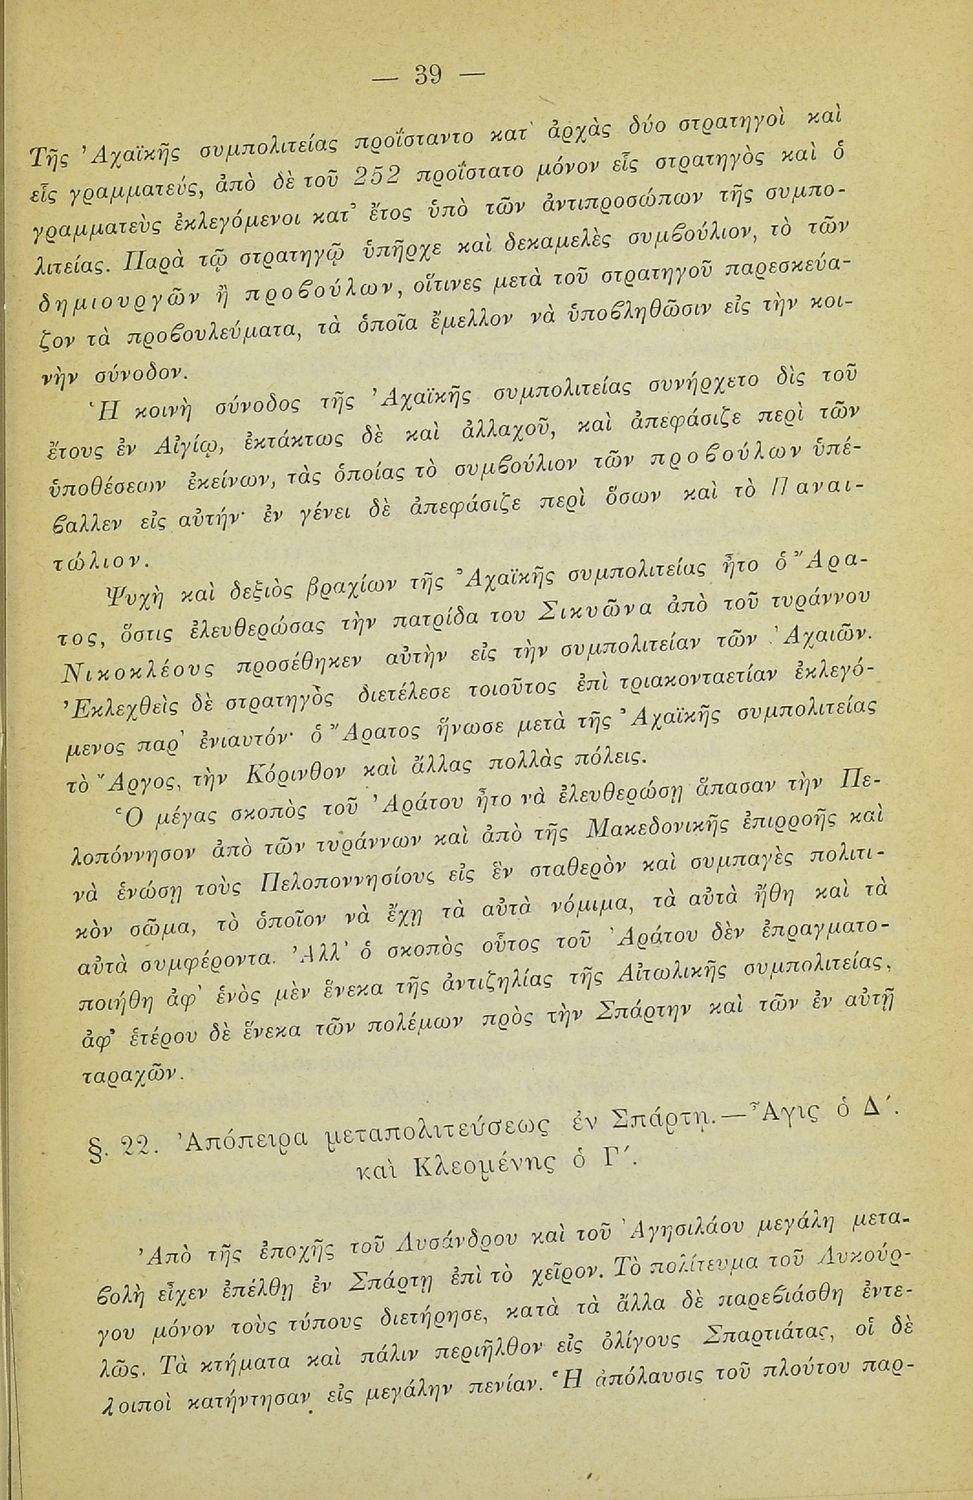 — 39 —
Τῆς Ἀχαϊκῆς συμπολιτείας προΐσταντο κατ' ἀρχὰς δύο στρατηγοὶ καὶ
εἷς γραμματεύς, ἀπὸ δὲ τοῦ 252 προΐστατο μόνον εἷς στρατηγὸς καὶ ὁ
γραμματεὺς ἐκλεγόμενοι κατ' ἔτος ὑπὸ τῶν ἀντιπροσώπων τῆς συμπο-
λιτείας. Παρὰ τῷ στρατηγῷ ὑπῆρχε καὶ δεκαμελὲς συμβούλιον, τὸ τῶν
δημιουργῶν ἢ προβούλων, οἵτινες μετὰ τοῦ στρατηγοῦ παρεσκεύα-
ζον τὰ προβουλεύματα, τὰ ὁποῖα ἔμελλον νὰ ὑποβληθῶσιν εἰς τὴν κοι-
νὴν σύνοδον.
Ἡ κοινὴ σύνοδος τῆς Ἀχαϊκῆς συμπολιτείας συνήρχετο δὶς τοῦ
ἔτους ἐν Αἰγίῳ, ἐκτάκτως δὲ καὶ ἀλλαχοῦ, καὶ ἀπεφάσιζε περὶ τῶν
ὑποθέσεων ἐκείνων, τὰς ὁποίας τὸ συμβούλιον τῶν προβούλων ὑπέ-
βαλλεν εἰς αὐτήν· ἐν γένει δὲ ἀπεφάσιζε περὶ ὅσων καὶ τὸ Παναι-
τώλιον.
Ψυχὴ καὶ δεξιὸς βραχίων τῆς Ἀχαϊκῆς συμπολιτείας ἦτο ὁ Ἄρα-
τος, ὅστις ἐλευθερώσας τὴν πατρίδα του Σικυῶνα ἀπὸ τοῦ τυράννου
Νικοκλέους προσέθηκεν αὐτὴν εἰς τὴν συμπολιτείαν τῶν Ἀχαιῶν.
Ἐκλεχθεὶς δὲ στρατηγὸς διετέλεσε τοιοῦτος ἐπὶ τριακονταετίαν ἐκλεγό-
μενος παρ' ἐνιαυτόν· ὁ Ἄρατος ἥνωσε μετὰ τῆς Ἀχαϊκῆς συμπολιτείας
τὸ Ἄργος, τὴν Κόρινθον καὶ ἄλλας πολλὰς πόλεις.
Ὁ μέγας σκοπὸς τοῦ Ἀράτου ἦτο νὰ ἐλευθερώσῃ ἅπασαν τὴν Πε-
λοπόννησον ἀπὸ τῶν τυράννων καὶ ἀπὸ τῆς Μακεδονικῆς ἐπιρροῆς καὶ
νὰ ἑνώσῃ τοὺς Πελοποννησίους εἰς ἓν σταθερὸν καὶ συμπαγὲς πολιτι-
κὸν σῶμα, τὸ ὁποῖον νὰ ἔχῃ τὰ αὐτὰ νόμιμα, τὰ αὐτὰ ἤθη καὶ τὰ
αὐτὰ συμφέροντα. Ἀλλ' ὁ σκοπὸς οὗτος τοῦ Ἀράτου δὲν ἐπραγματο-
ποιήθη ἀφ' ἑνὸς μὲν ἕνεκα τῆς ἀντιζηλίας τῆς Αἰτωλικῆς συμπολιτείας,
ἀφ' ἑτέρου δὲ ἕνεκα τῶν πολέμων πρὸς τὴν Σπάρτην καὶ τῶν ἐν αὐτῇ
ταραχῶν.
§. 22. Ἀπόπειρα μεταπολιτεύσεως ἐν Σπάρτῃ.—Ἆγις ὁ Δ΄.
καὶ Κλεομένης ὁ Γ΄.
Ἀπὸ τῆς ἐποχῆς τοῦ Λυσάνδρου καὶ τοῦ Ἀγησιλάου μεγάλη μετα-
βολὴ εἶχεν ἐπέλθῃ ἐν Σπάρτῃ ἐπὶ τὸ χεῖρον. Τὸ πολίτευμα τοῦ Λυκούρ-
γου μόνον τοὺς τύπους διετήρησε, κατὰ τὰ ἄλλα δὲ παρεβιάσθη ἐντε-
λῶς. Τὰ κτήματα καὶ πάλιν περιῆλθον εἰς ὀλίγους Σπαρτιάτας, οἱ δὲ
λοιποὶ κατήντησαν εἰς μεγάλην πενίαν. Ἡ ἀπόλαυσις τοῦ πλούτου παρ-